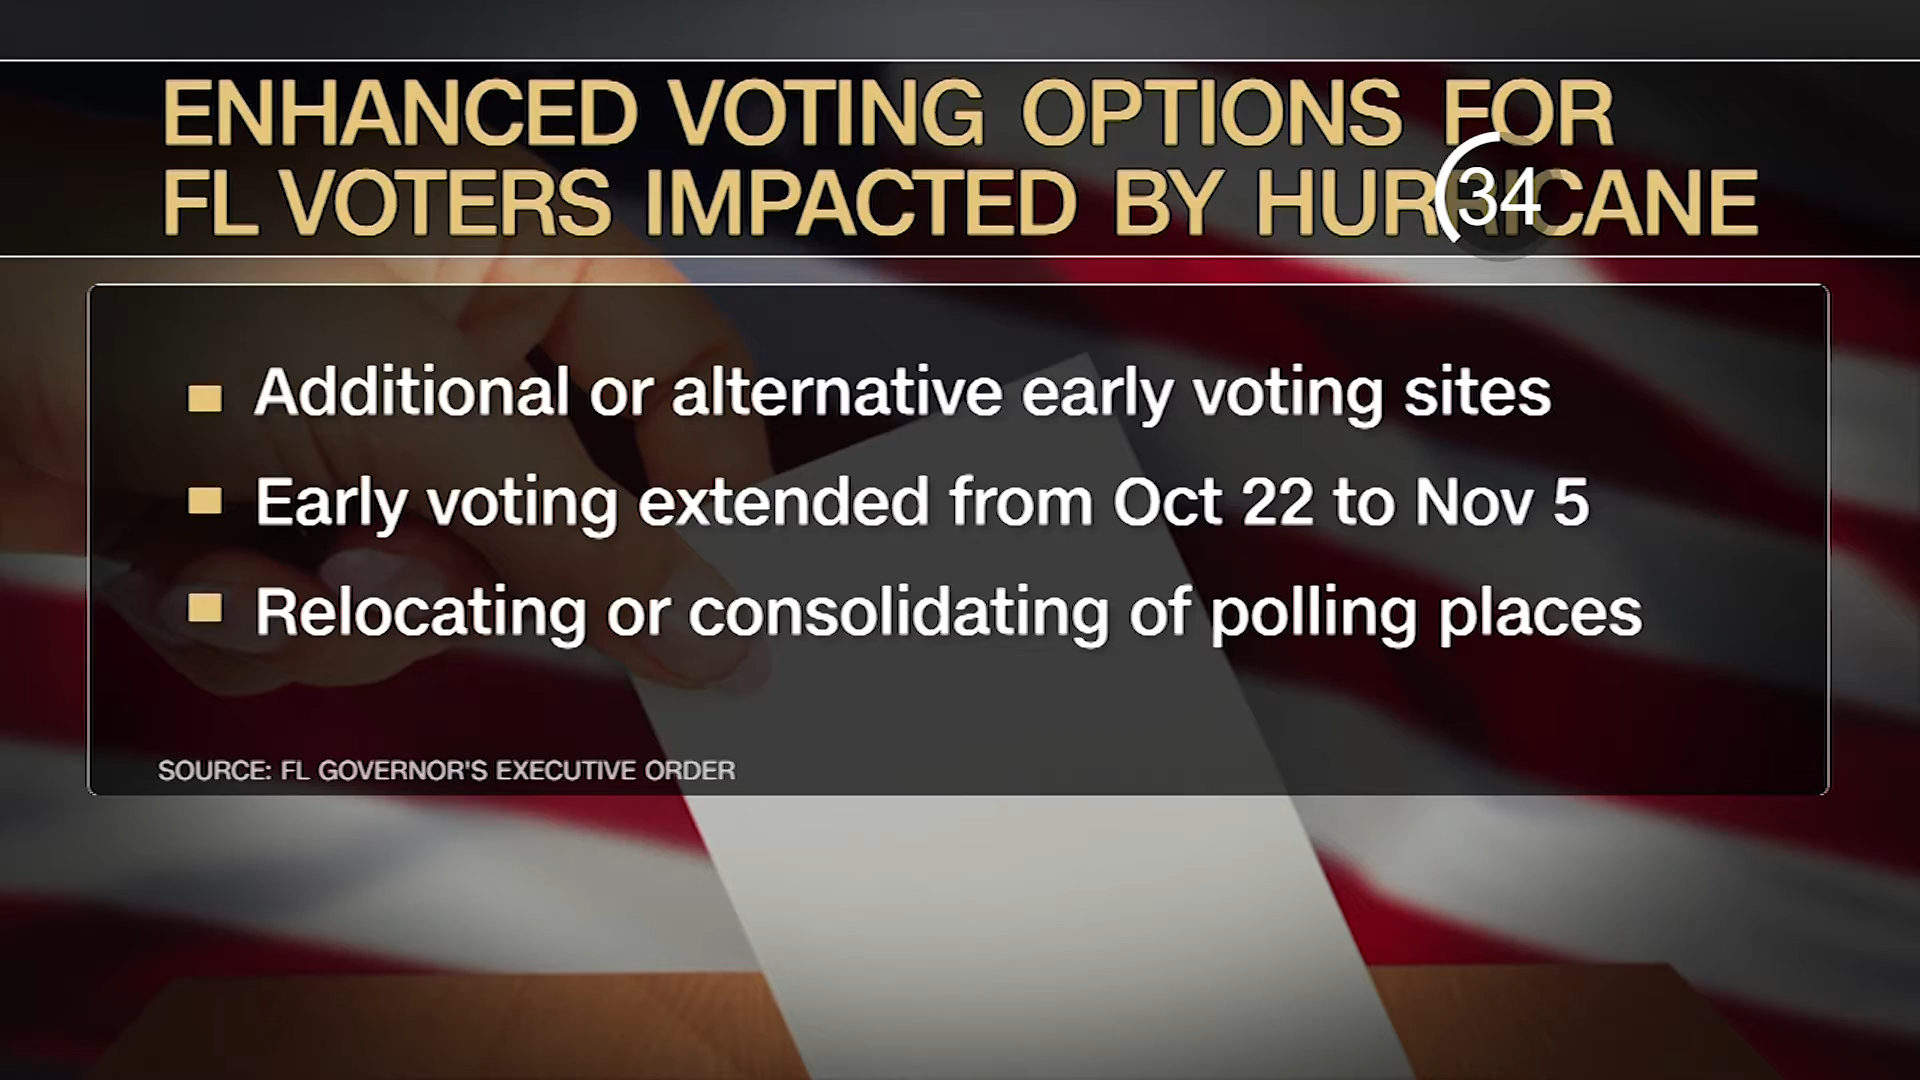 ENHANCED VOTING OPTIONS FOR
FL VOTERS IMPACTED BY HURRICANE
34
Additional or alternative early voting sites
Early voting extended from Oct 22 to Nov 5
Relocating or consolidating of polling places
SOURCE: FL GOVERNOR'S EXECUTIVE ORDER